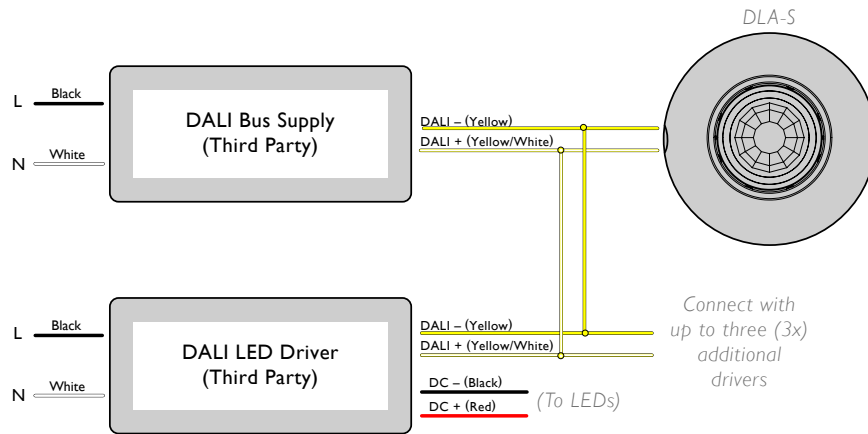 DLA-S
L
Black
N
White
DALI Bus Supply
(Third Party)
DALI – (Yellow)
DALI + (Yellow/White)
L
Black
N
White
DALI LED Driver
(Third Party)
DALI – (Yellow)
DALI + (Yellow/White)
DC – (Black)
DC + (Red)
(To LEDs)
Connect with
up to three (3x)
additional
drivers